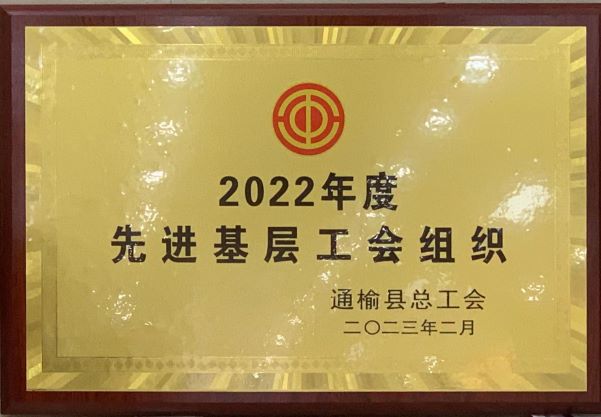 2022年度
先进基层工会组织
通榆县总工会
二〇二三年二月